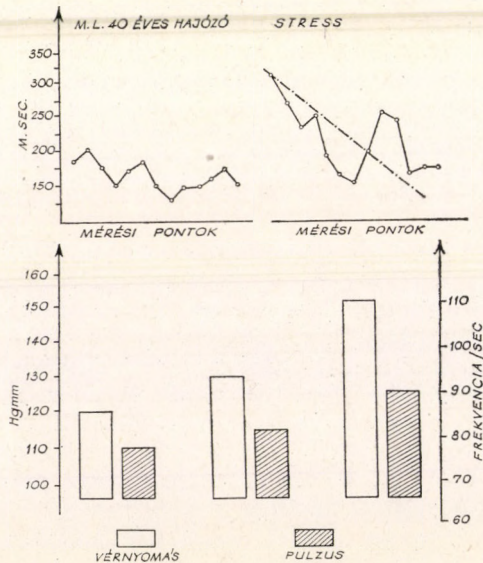 M. L. 40 ÉVES HAJÓZÓ
STRESS
M. SEC.
350
300
250
200
150
MÉRÉSI PONTOK
MÉRÉSI PONTOK
Hgmm
160
150
130
120
110
100
110
100
90
80
70
60
FREKVENCIA/SEC
VÉRNYOMÁS
PULZUS